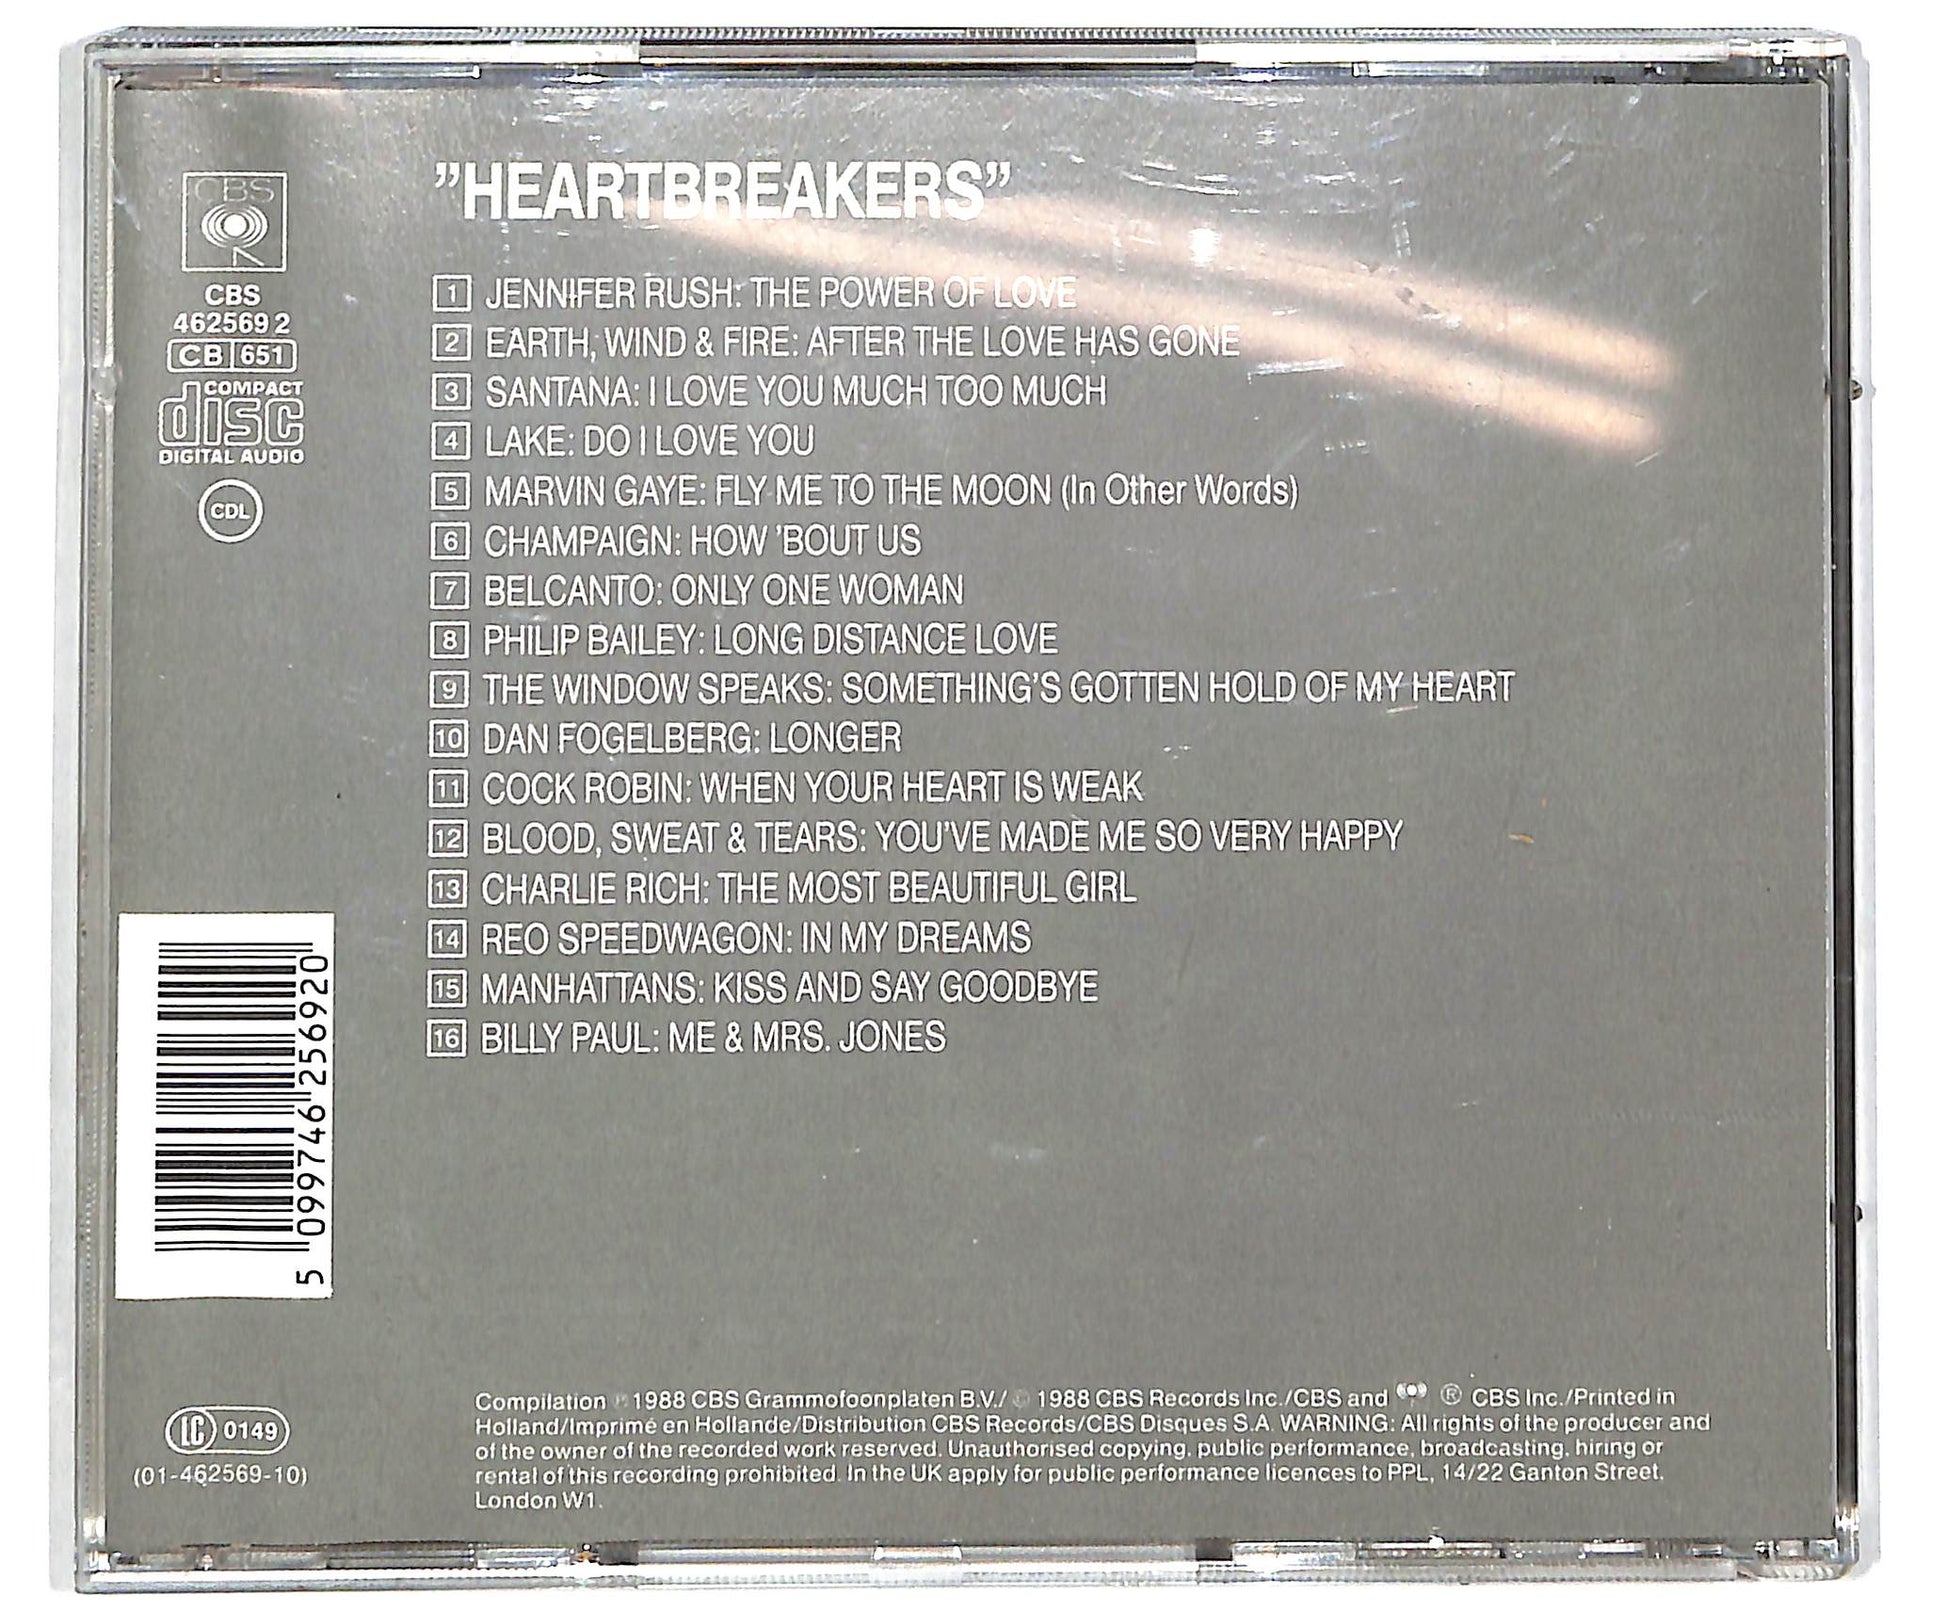 "HEARTBREAKERS"
CBS
CBS
462569 2
CB 651
COMPACT
disc
DIGITAL AUDIO
CDL
1 JENNIFER RUSH: THE POWER OF LOVE
2 EARTH, WIND & FIRE: AFTER THE LOVE HAS GONE
3 SANTANA: I LOVE YOU MUCH TOO MUCH
4 LAKE: DO I LOVE YOU
5 MARVIN GAYE: FLY ME TO THE MOON (In Other Words)
6 CHAMPAIGN: HOW 'BOUT US
7 BELCANTO: ONLY ONE WOMAN
8 PHILIP BAILEY: LONG DISTANCE LOVE
9 THE WINDOW SPEAKS: SOMETHING'S GOTTEN HOLD OF MY HEART
10 DAN FOGELBERG: LONGER
11 COCK ROBIN: WHEN YOUR HEART IS WEAK
12 BLOOD, SWEAT & TEARS: YOU'VE MADE ME SO VERY HAPPY
13 CHARLIE RICH: THE MOST BEAUTIFUL GIRL
14 REO SPEEDWAGON: IN MY DREAMS
15 MANHATTANS: KISS AND SAY GOODBYE
16 BILLY PAUL: ME & MRS. JONES
5 099746 256920
LC 0149
(01-462569-10)
Compilation ℗ 1988 CBS Grammofoonplaten B.V./ © 1988 CBS Records Inc./CBS and ® CBS Inc./Printed in
Holland/Imprimé en Hollande/Distribution CBS Records/CBS Disques S.A. WARNING: All rights of the producer and
of the owner of the recorded work reserved. Unauthorised copying, public performance, broadcasting, hiring or
rental of this recording prohibited. In the UK apply for public performance licences to PPL, 14/22 Ganton Street,
London W1.